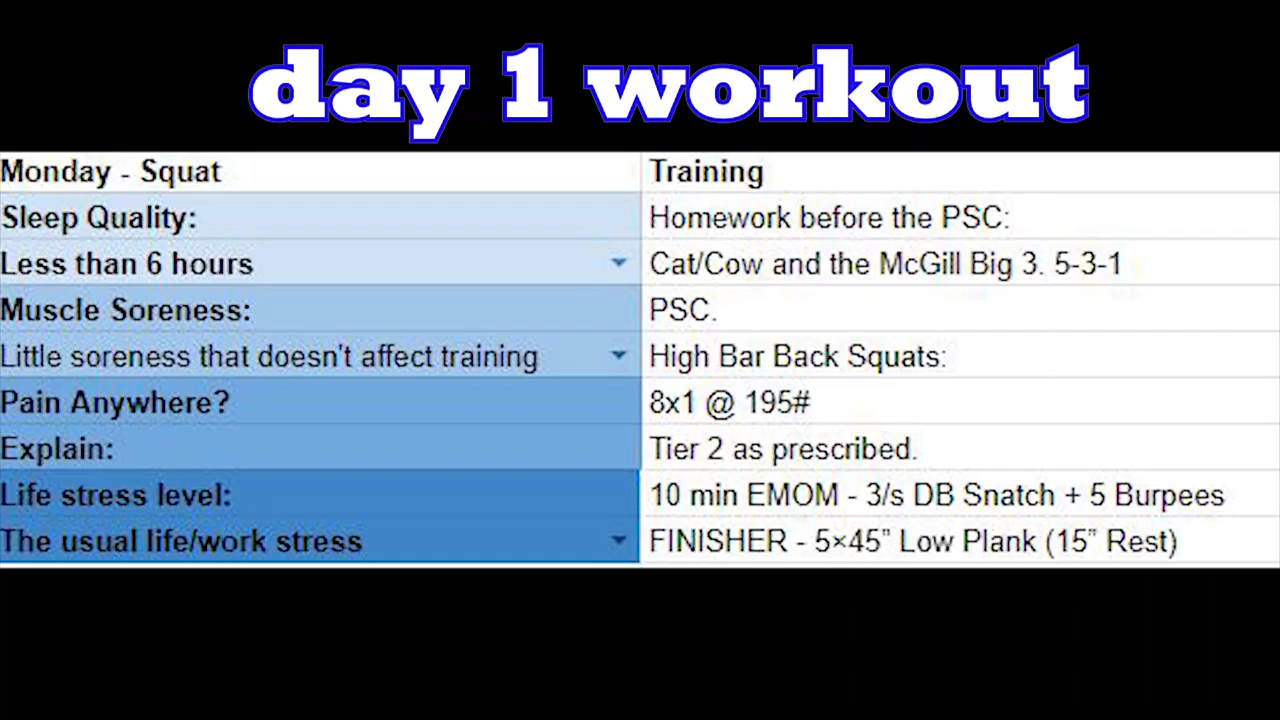 day 1 workout
Monday - Squat
Training
Sleep Quality:
Homework before the PSC:
Less than 6 hours
Cat/Cow and the McGill Big 3. 5-3-1
Muscle Soreness:
PSC.
Little soreness that doesn't affect training
High Bar Back Squats:
Pain Anywhere?
8x1 @ 195#
Explain:
Tier 2 as prescribed.
Life stress level:
10 min EMOM - 3/s DB Snatch + 5 Burpees
The usual life/work stress
FINISHER - 5×45” Low Plank (15” Rest)